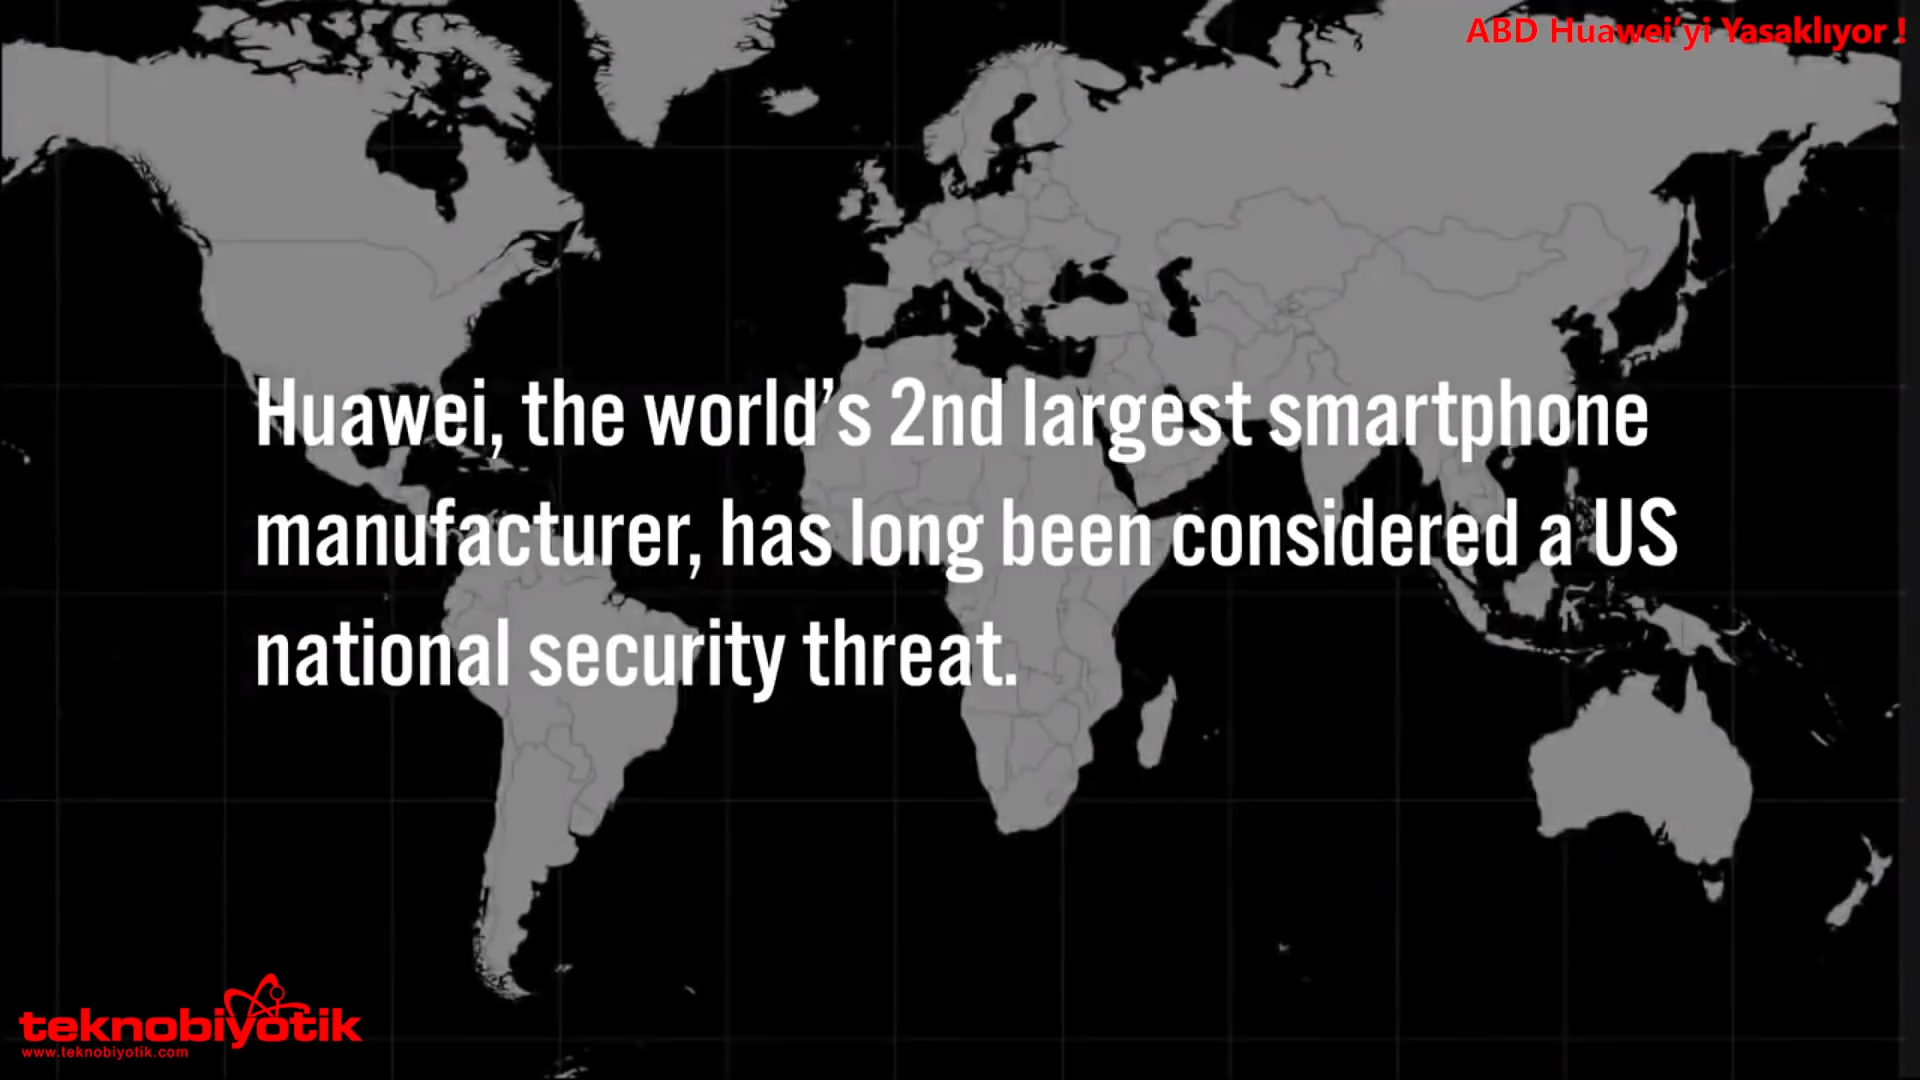 ABD Huawei'yi Yasaklıyor !
Huawei, the world’s 2nd largest smartphone
manufacturer, has long been considered a US
national security threat.
teknobiyotik
www.teknobiyotik.com